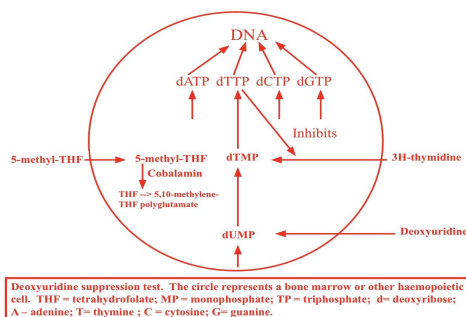 DNA
dATP dTTP dCTP dGTP
Inhibits
5-methyl-THF 5-methyl-THF dTMP 3H-thymidine
Cobalamin
THF --> 5,10-methylene-
THF polyglutamate
dUMP Deoxyuridine
Deoxyuridine suppression test. The circle represents a bone marrow or other haemopoietic
cell. THF = tetrahydrofolate; MP = monophosphate; TP = triphosphate; d= deoxyribose;
A – adenine; T= thymine ; C = cytosine; G= guanine.